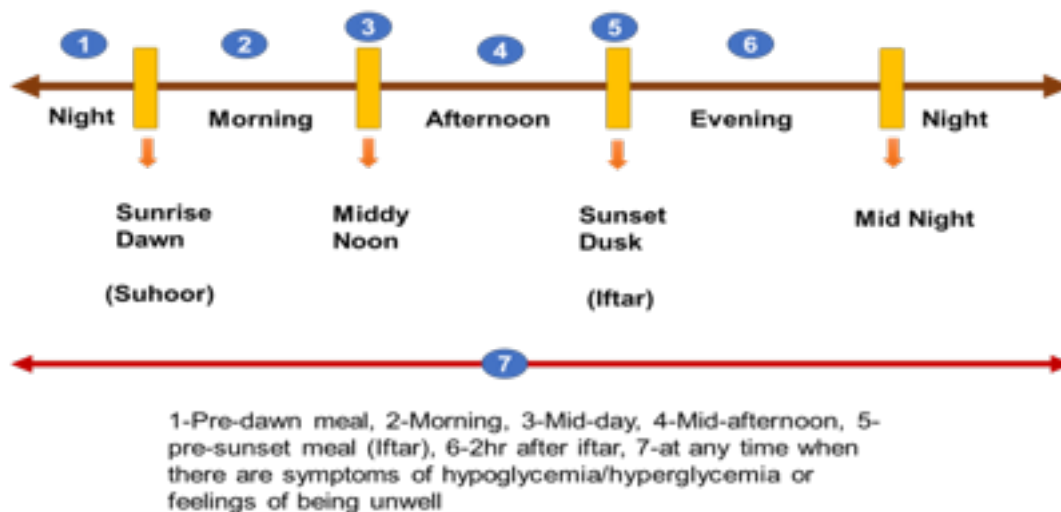 1 2 3 4 5 6
Night Morning Afternoon Evening Night
Sunrise Middy Sunset Mid Night
Dawn Noon Dusk
(Suhoor) (Iftar)
7
1-Pre-dawn meal, 2-Morning, 3-Mid-day, 4-Mid-afternoon, 5-
pre-sunset meal (Iftar), 6-2hr after iftar, 7-at any time when
there are symptoms of hypoglycemia/hyperglycemia or
feelings of being unwell